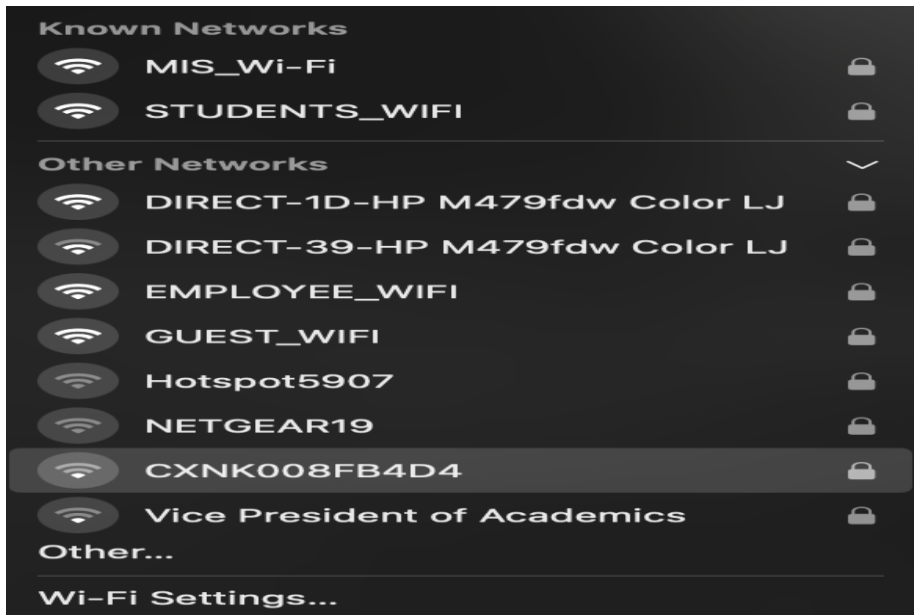 Known Networks
MIS_Wi-Fi
STUDENTS_WIFI
Other Networks
DIRECT-1D-HP M479fdw Color LJ
DIRECT-39-HP M479fdw Color LJ
EMPLOYEE_WIFI
GUEST_WIFI
Hotspot5907
NETGEAR19
CXNK008FB4D4
Vice President of Academics
Other...
Wi-Fi Settings...